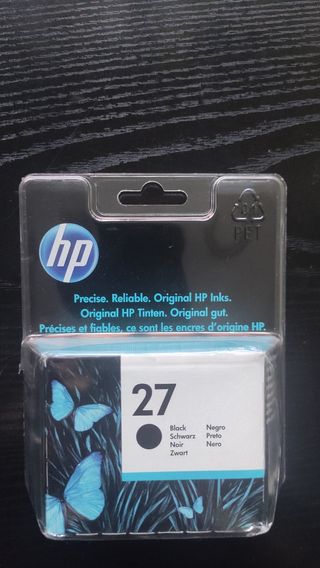 01
PET
hp
Precise. Reliable. Original HP Inks.
Original HP Tinten. Original gut.
Précises et fiables, ce sont les encres d'origine HP.
27
Black Negro
Schwarz Preto
Noir Nero
Zwart